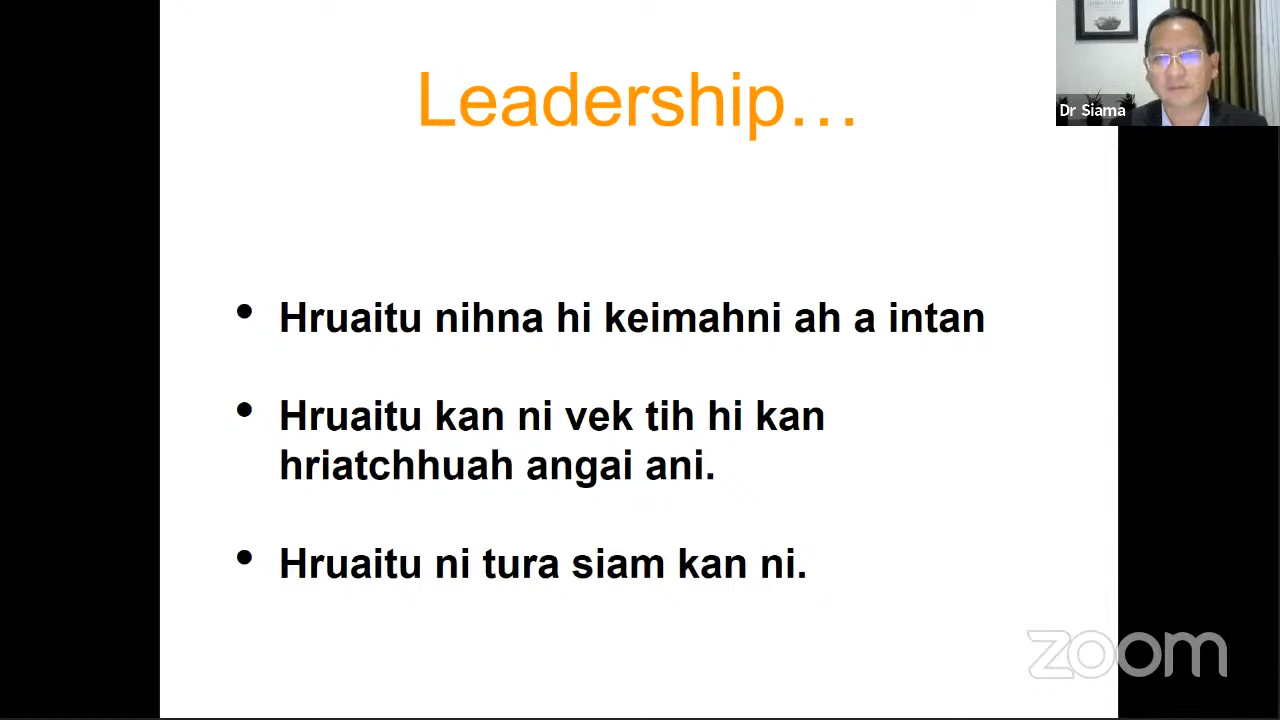 Leadership…
Dr Siama
• Hruaitu nihna hi keimahni ah a intan
• Hruaitu kan ni vek tih hi kan
hriatchhuah angai ani.
• Hruaitu ni tura siam kan ni.
zoom